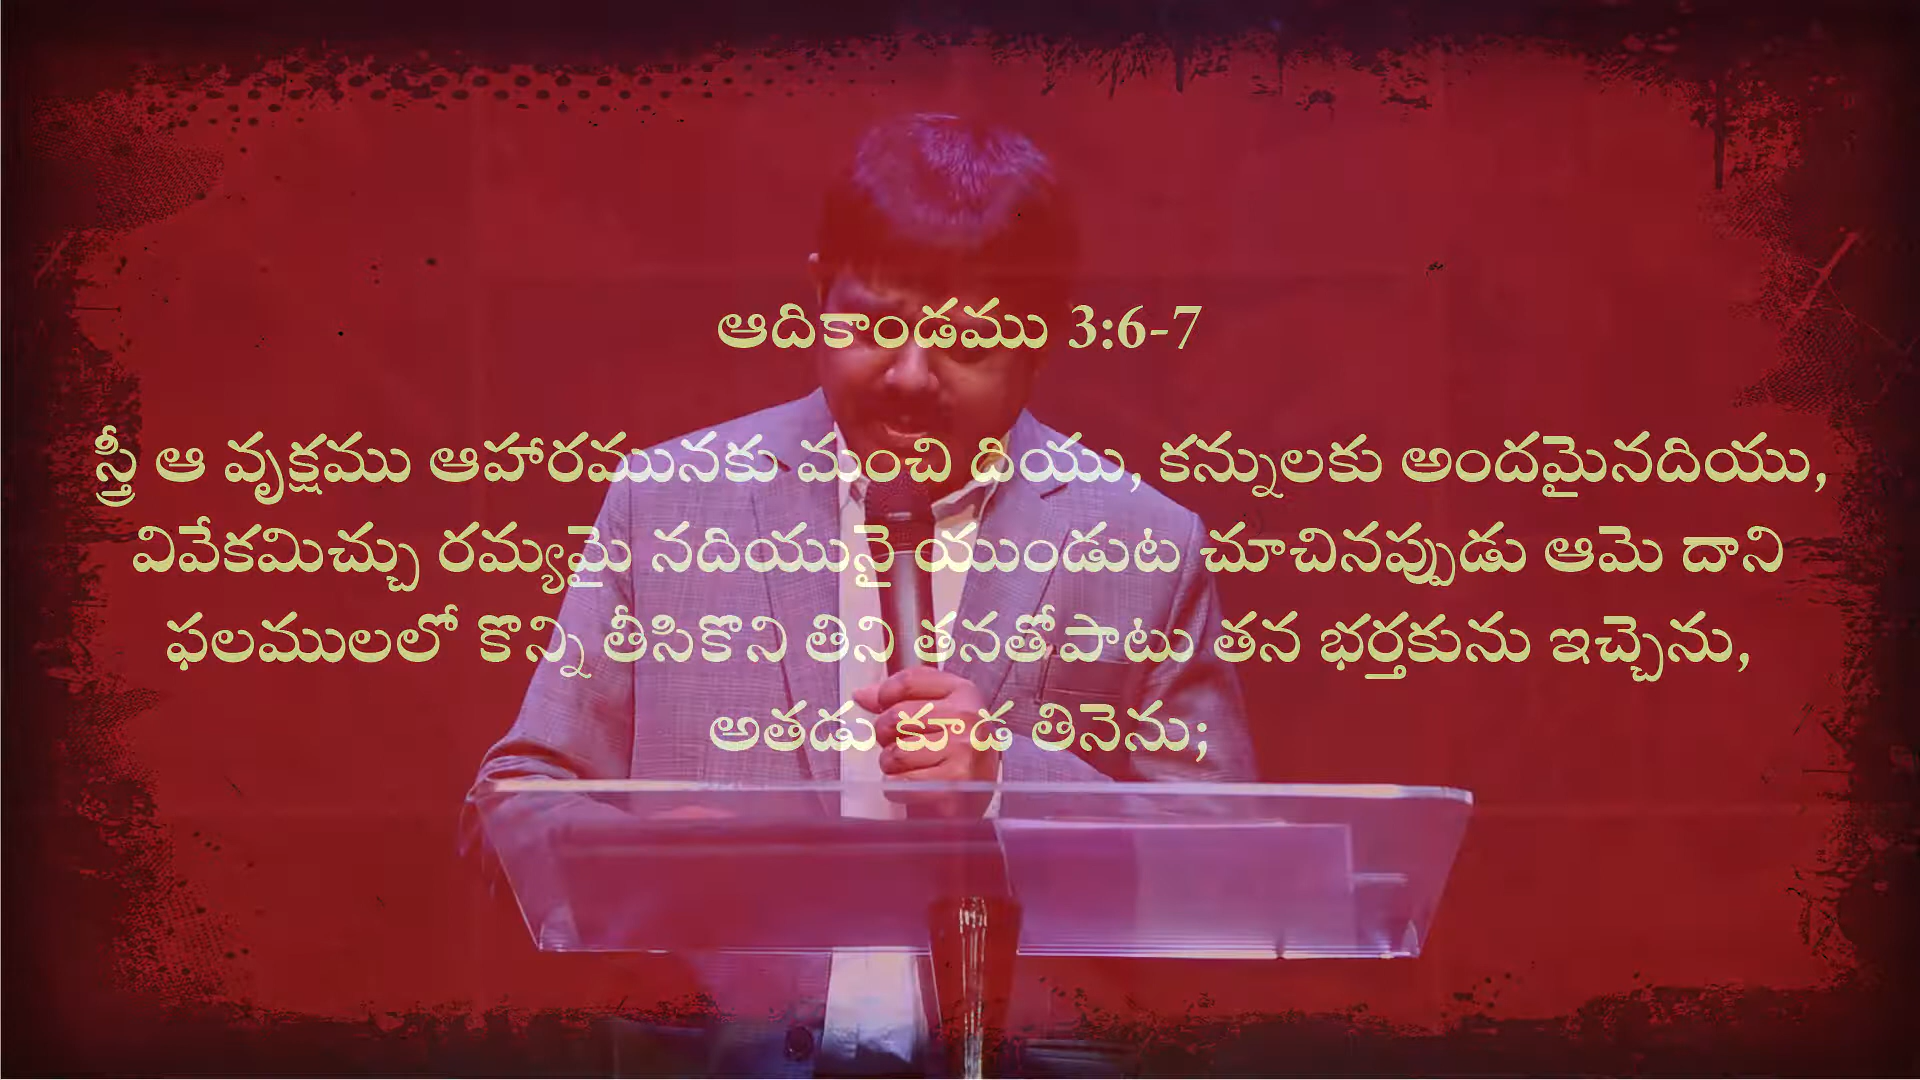 ఆదికాండము 3:6-7
స్త్రీ ఆ వృక్షము ఆహారమునకు మంచి దియు, కన్నులకు అందమైనదియు,
వివేకమిచ్చు రమ్యమై నదియునై యుండుట చూచినప్పుడు ఆమె దాని
ఫలములలో కొన్ని తీసికొని తిని తనతోపాటు తన భర్తకును ఇచ్చెను,
అతడు కూడ తినెను;